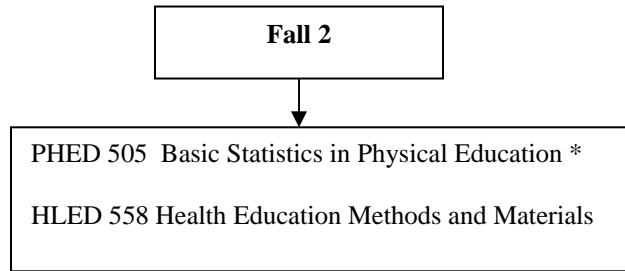 Fall 2
PHED 505 Basic Statistics in Physical Education *
HLED 558 Health Education Methods and Materials